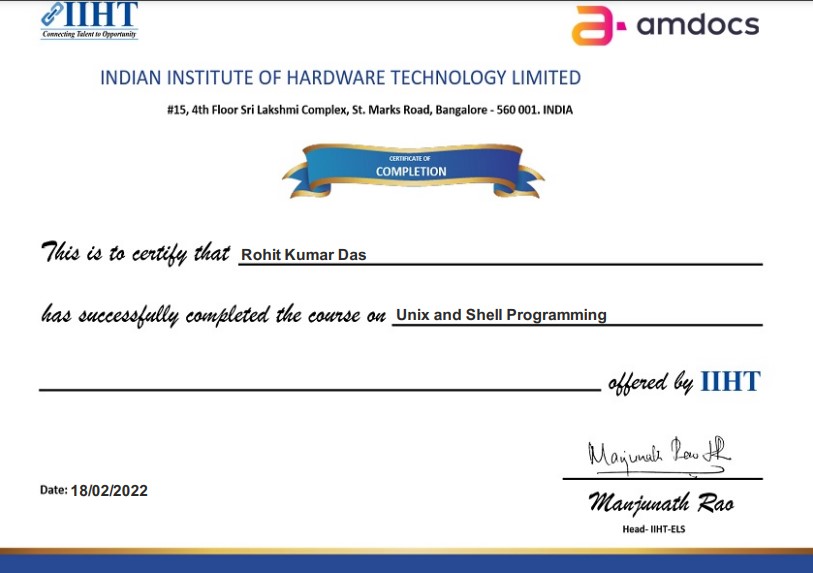 IIHT
Connecting Talent to Opportunity
amdocs
INDIAN INSTITUTE OF HARDWARE TECHNOLOGY LIMITED
#15, 4th Floor Sri Lakshmi Complex, St. Marks Road, Bangalore - 560 001. INDIA
CERTIFICATE OF
COMPLETION
This is to certify that Rohit Kumar Das
has successfully completed the course on Unix and Shell Programming
offered by IIHT
Manjunath Rao
Date: 18/02/2022
Manjunath Rao
Head- IIHT-ELS